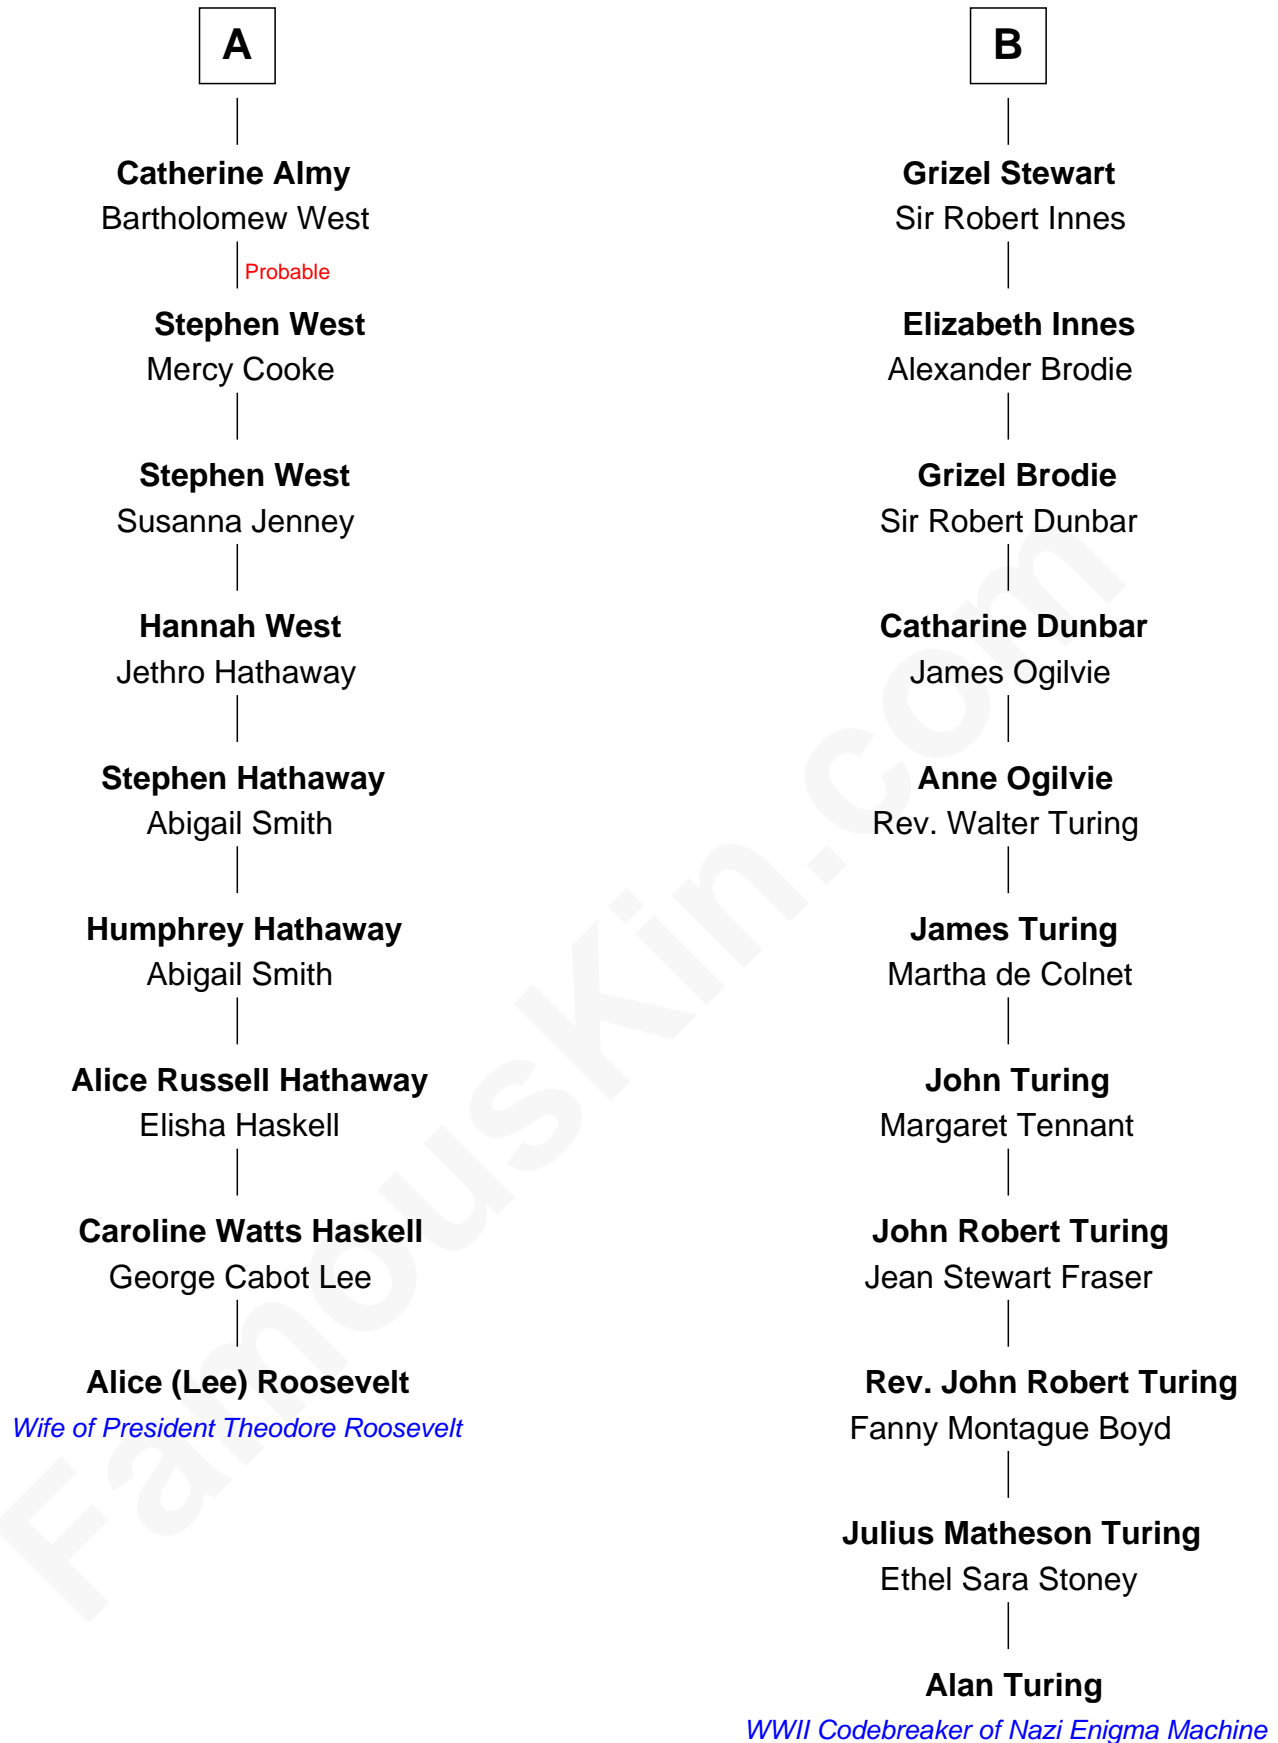 A
Catherine Almy
Bartholomew West
Probable
Stephen West
Mercy Cooke
Stephen West
Susanna Jenney
Hannah West
Jethro Hathaway
Stephen Hathaway
Abigail Smith
Humphrey Hathaway
Abigail Smith
Alice Russell Hathaway
Elisha Haskell
Caroline Watts Haskell
George Cabot Lee
Alice (Lee) Roosevelt
Wife of President Theodore Roosevelt
B
Grizel Stewart
Sir Robert Innes
Elizabeth Innes
Alexander Brodie
Grizel Brodie
Sir Robert Dunbar
Catharine Dunbar
James Ogilvie
Anne Ogilvie
Rev. Walter Turing
James Turing
Martha de Colnet
John Turing
Margaret Tennant
John Robert Turing
Jean Stewart Fraser
Rev. John Robert Turing
Fanny Montague Boyd
Julius Matheson Turing
Ethel Sara Stoney
Alan Turing
WWII Codebreaker of Nazi Enigma Machine
FamousKin.com